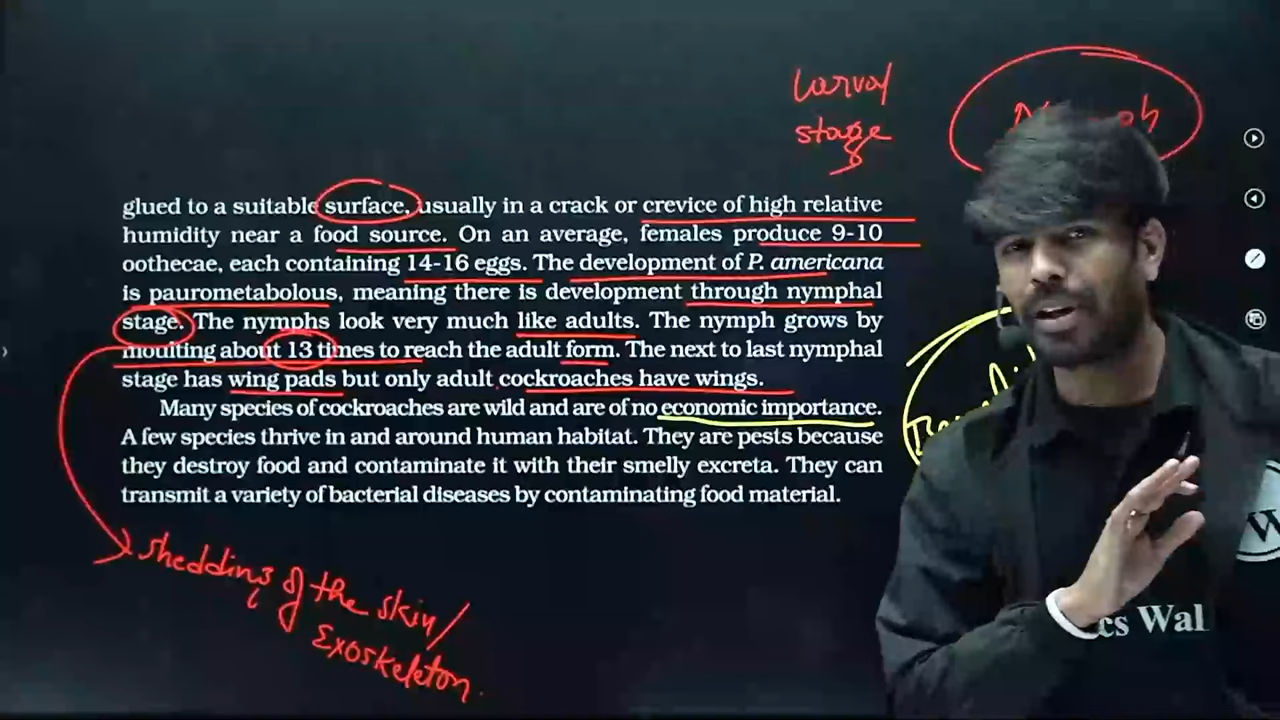 larval
stage
glued to a suitable surface, usually in a crack or crevice of high relative
humidity near a food source. On an average, females produce 9-10
oothecae, each containing 14-16 eggs. The development of P. americana
is paurometabolous, meaning there is development through nymphal
stage. The nymphs look very much like adults. The nymph grows by
moulting about 13 times to reach the adult form. The next to last nymphal
stage has wing pads but only adult cockroaches have wings.
Many species of cockroaches are wild and are of no economic importance.
A few species thrive in and around human habitat. They are pests because
they destroy food and contaminate it with their smelly excreta. They can
transmit a variety of bacterial diseases by contaminating food material.
shedding of the skin/
Exoskeleton.
cs Wal
W